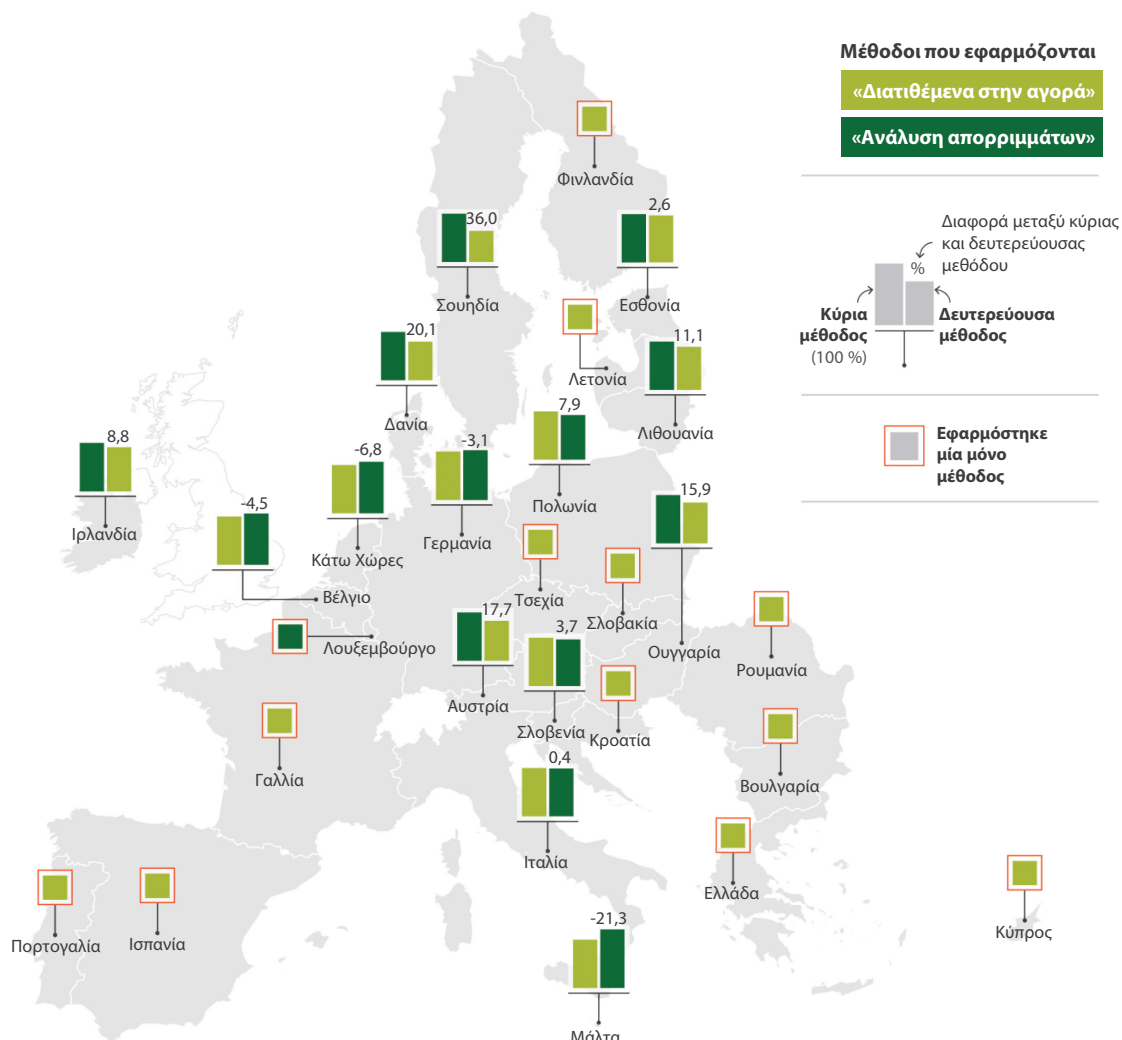 Μέθοδοι που εφαρμόζονται
«Διατιθέμενα στην αγορά»
«Ανάλυση απορριμμάτων»
Διαφορά μεταξύ κύριας
και δευτερεύουσας
μεθόδου
%
Κύρια
μέθοδος
(100 %)
Δευτερεύουσα
μέθοδος
Εφαρμόστηκε
μία μόνο
μέθοδος
Φινλανδία
36,0
Σουηδία
2,6
Εσθονία
Λετονία
11,1
Λιθουανία
20,1
Δανία
7,9
Πολωνία
-3,1
Γερμανία
-6,8
Κάτω Χώρες
8,8
Ιρλανδία
-4,5
Βέλγιο
Λουξεμβούργο
Τσεχία
Σλοβακία
15,9
Ουγγαρία
Ρουμανία
17,7
Αυστρία
3,7
Σλοβενία
Κροατία
Γαλλία
Βουλγαρία
0,4
Ιταλία
Ελλάδα
Πορτογαλία
Ισπανία
Κύπρος
-21,3
Μάλτα